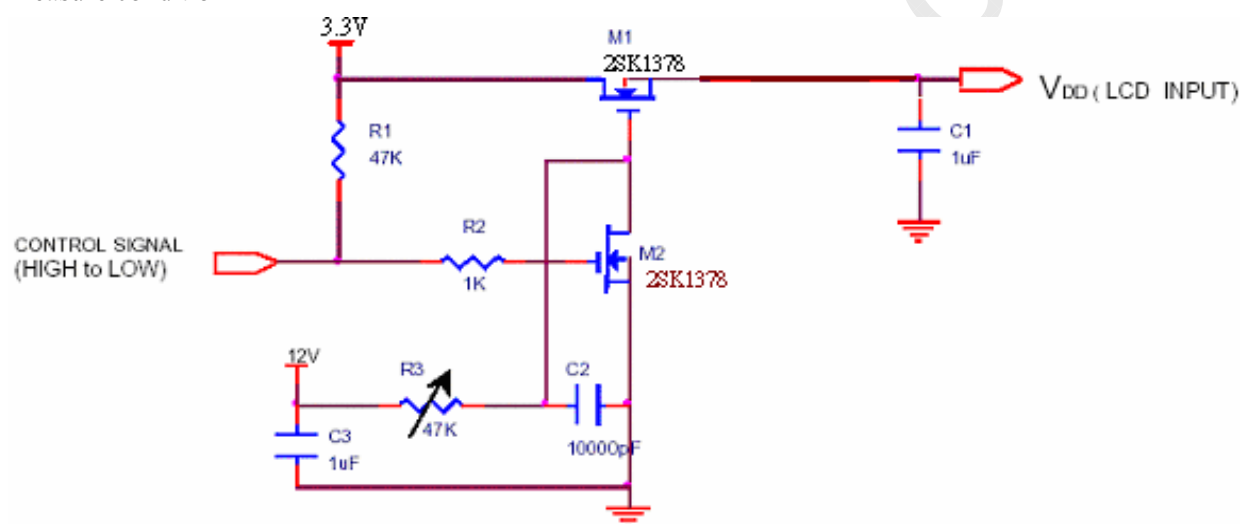 3.3V
M1
2SK1378
VDD ( LCD INPUT)
R1
47K
C1
1uF
CONTROL SIGNAL
(HIGH to LOW)
R2
1K
M2
2SK1378
12V
R3
47K
C2
10000pF
C3
1uF